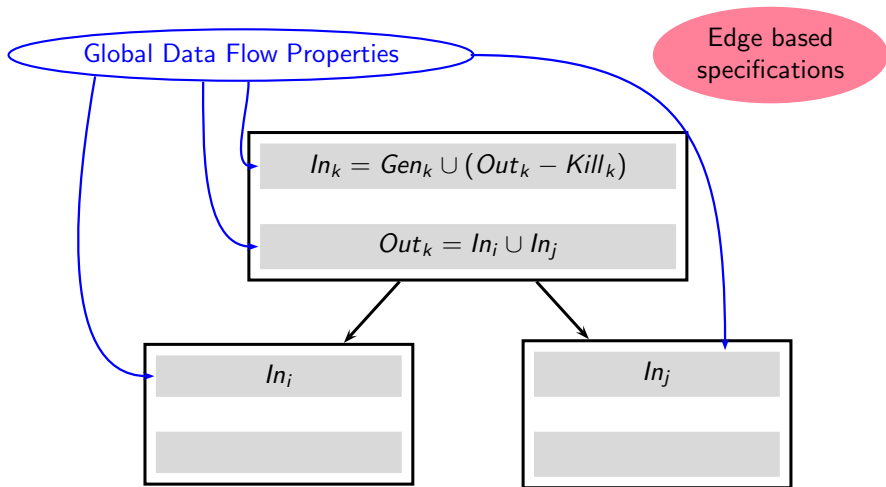 Global Data Flow Properties
Edge based
specifications
In_k = Gen_k ∪ (Out_k − Kill_k)
Out_k = In_i ∪ In_j
In_i
In_j